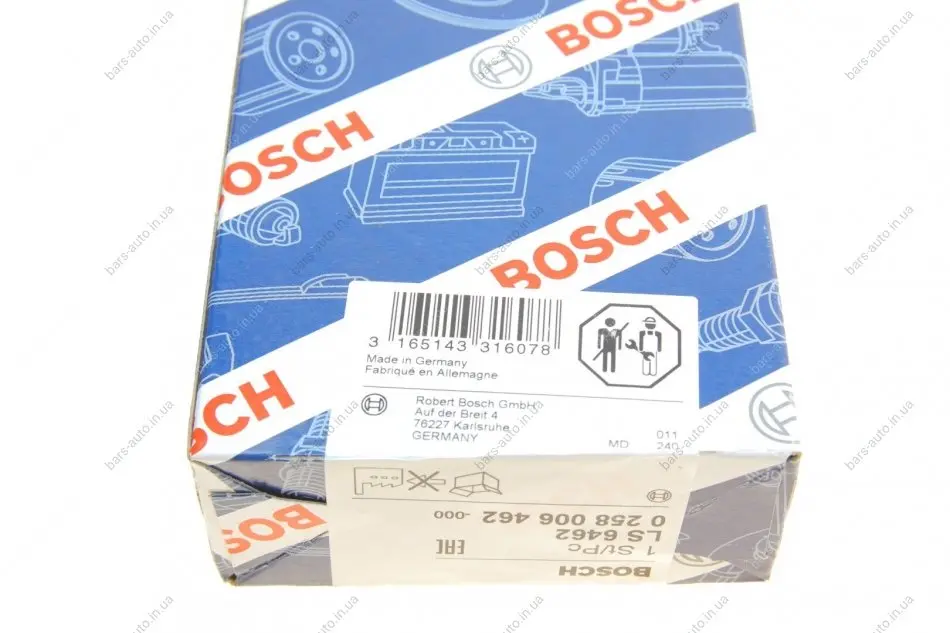 BOSCH
BOSCH
BOSCH
BOSCH
3 165143 316078
Made in Germany
Fabriqué en Allemagne
Robert Bosch GmbH
Auf der Breit 4
76227 Karlsruhe
GERMANY
MD
011
240
BOSCH
1 St/Pc
LS 6462
0 258 006 462 -000
EAC
BOSCH
bars-auto.in.ua